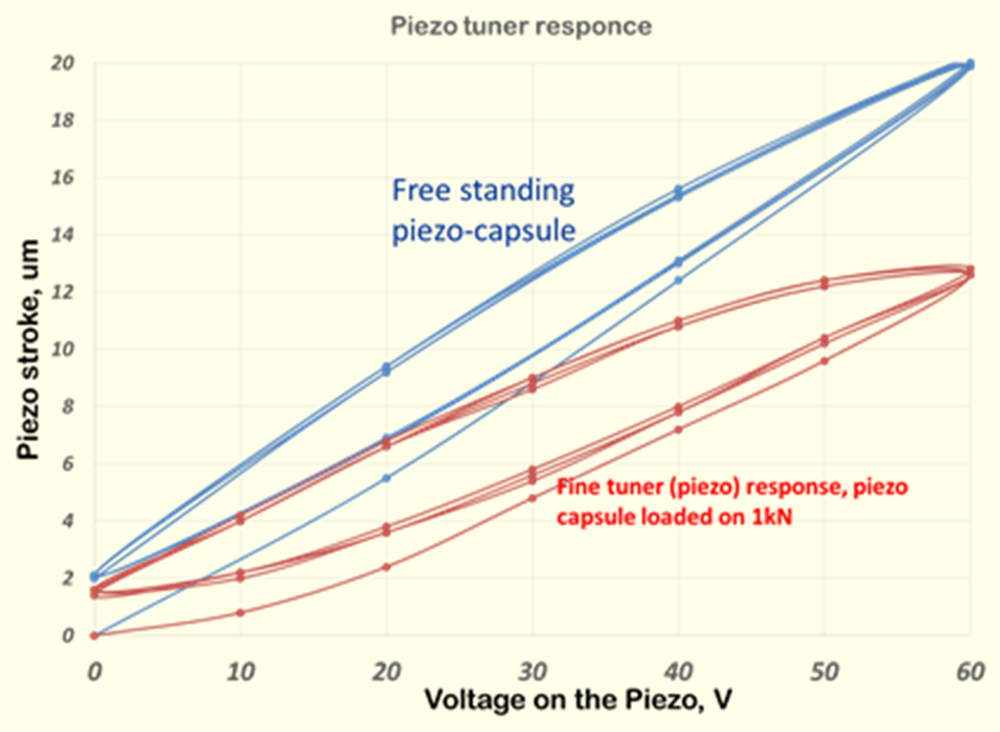 Piezo tuner responce
20
18
16
14
12
10
8
6
4
2
0
Piezo stroke, um
Free standing
piezo-capsule
Fine tuner (piezo) response, piezo
capsule loaded on 1kN
0 10 20 30 40 50 60
Voltage on the Piezo, V